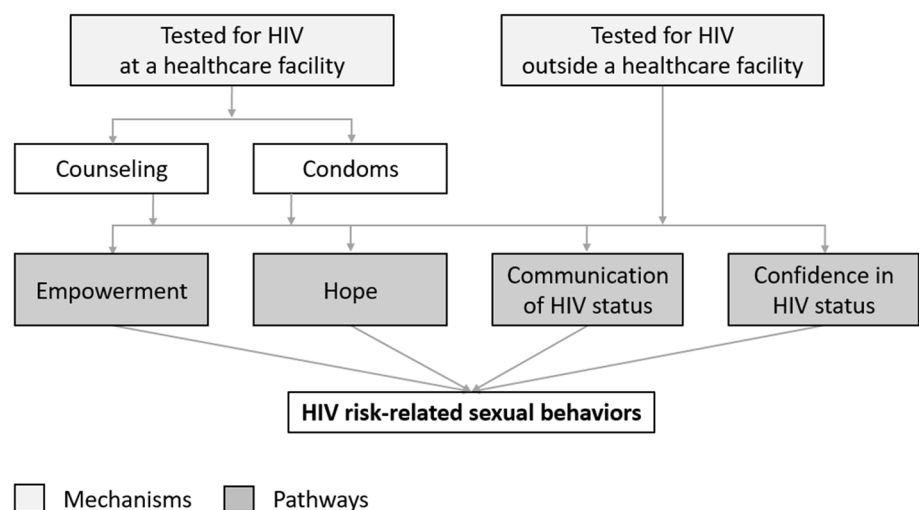 Tested for HIV
at a healthcare facility
Tested for HIV
outside a healthcare facility
Counseling
Condoms
Empowerment
Hope
Communication
of HIV status
Confidence in
HIV status
HIV risk-related sexual behaviors
Mechanisms
Pathways